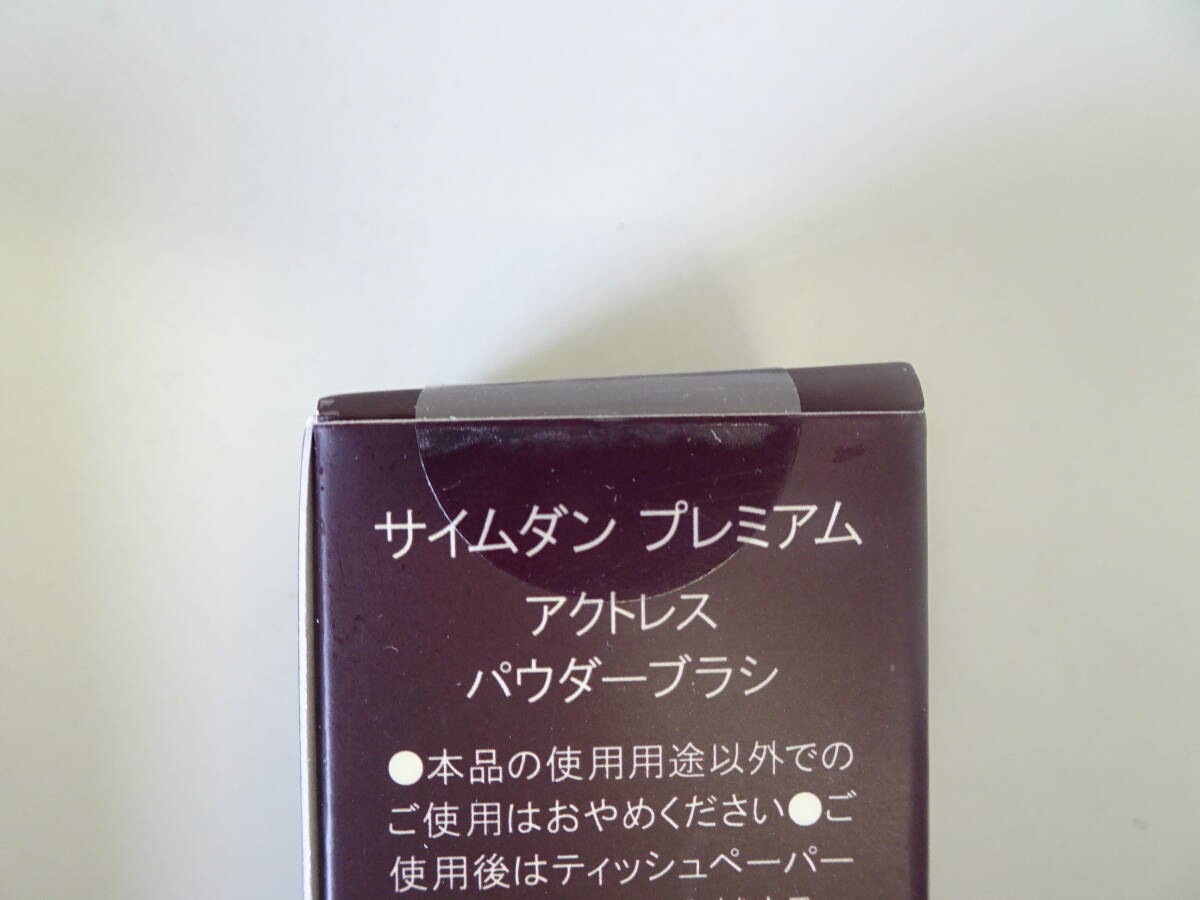 サイムダン プレミアム
アクトレス
パウダーブラシ
●本品の使用用途以外での
ご使用はおやめください●ご
使用後はティッシュペーパー